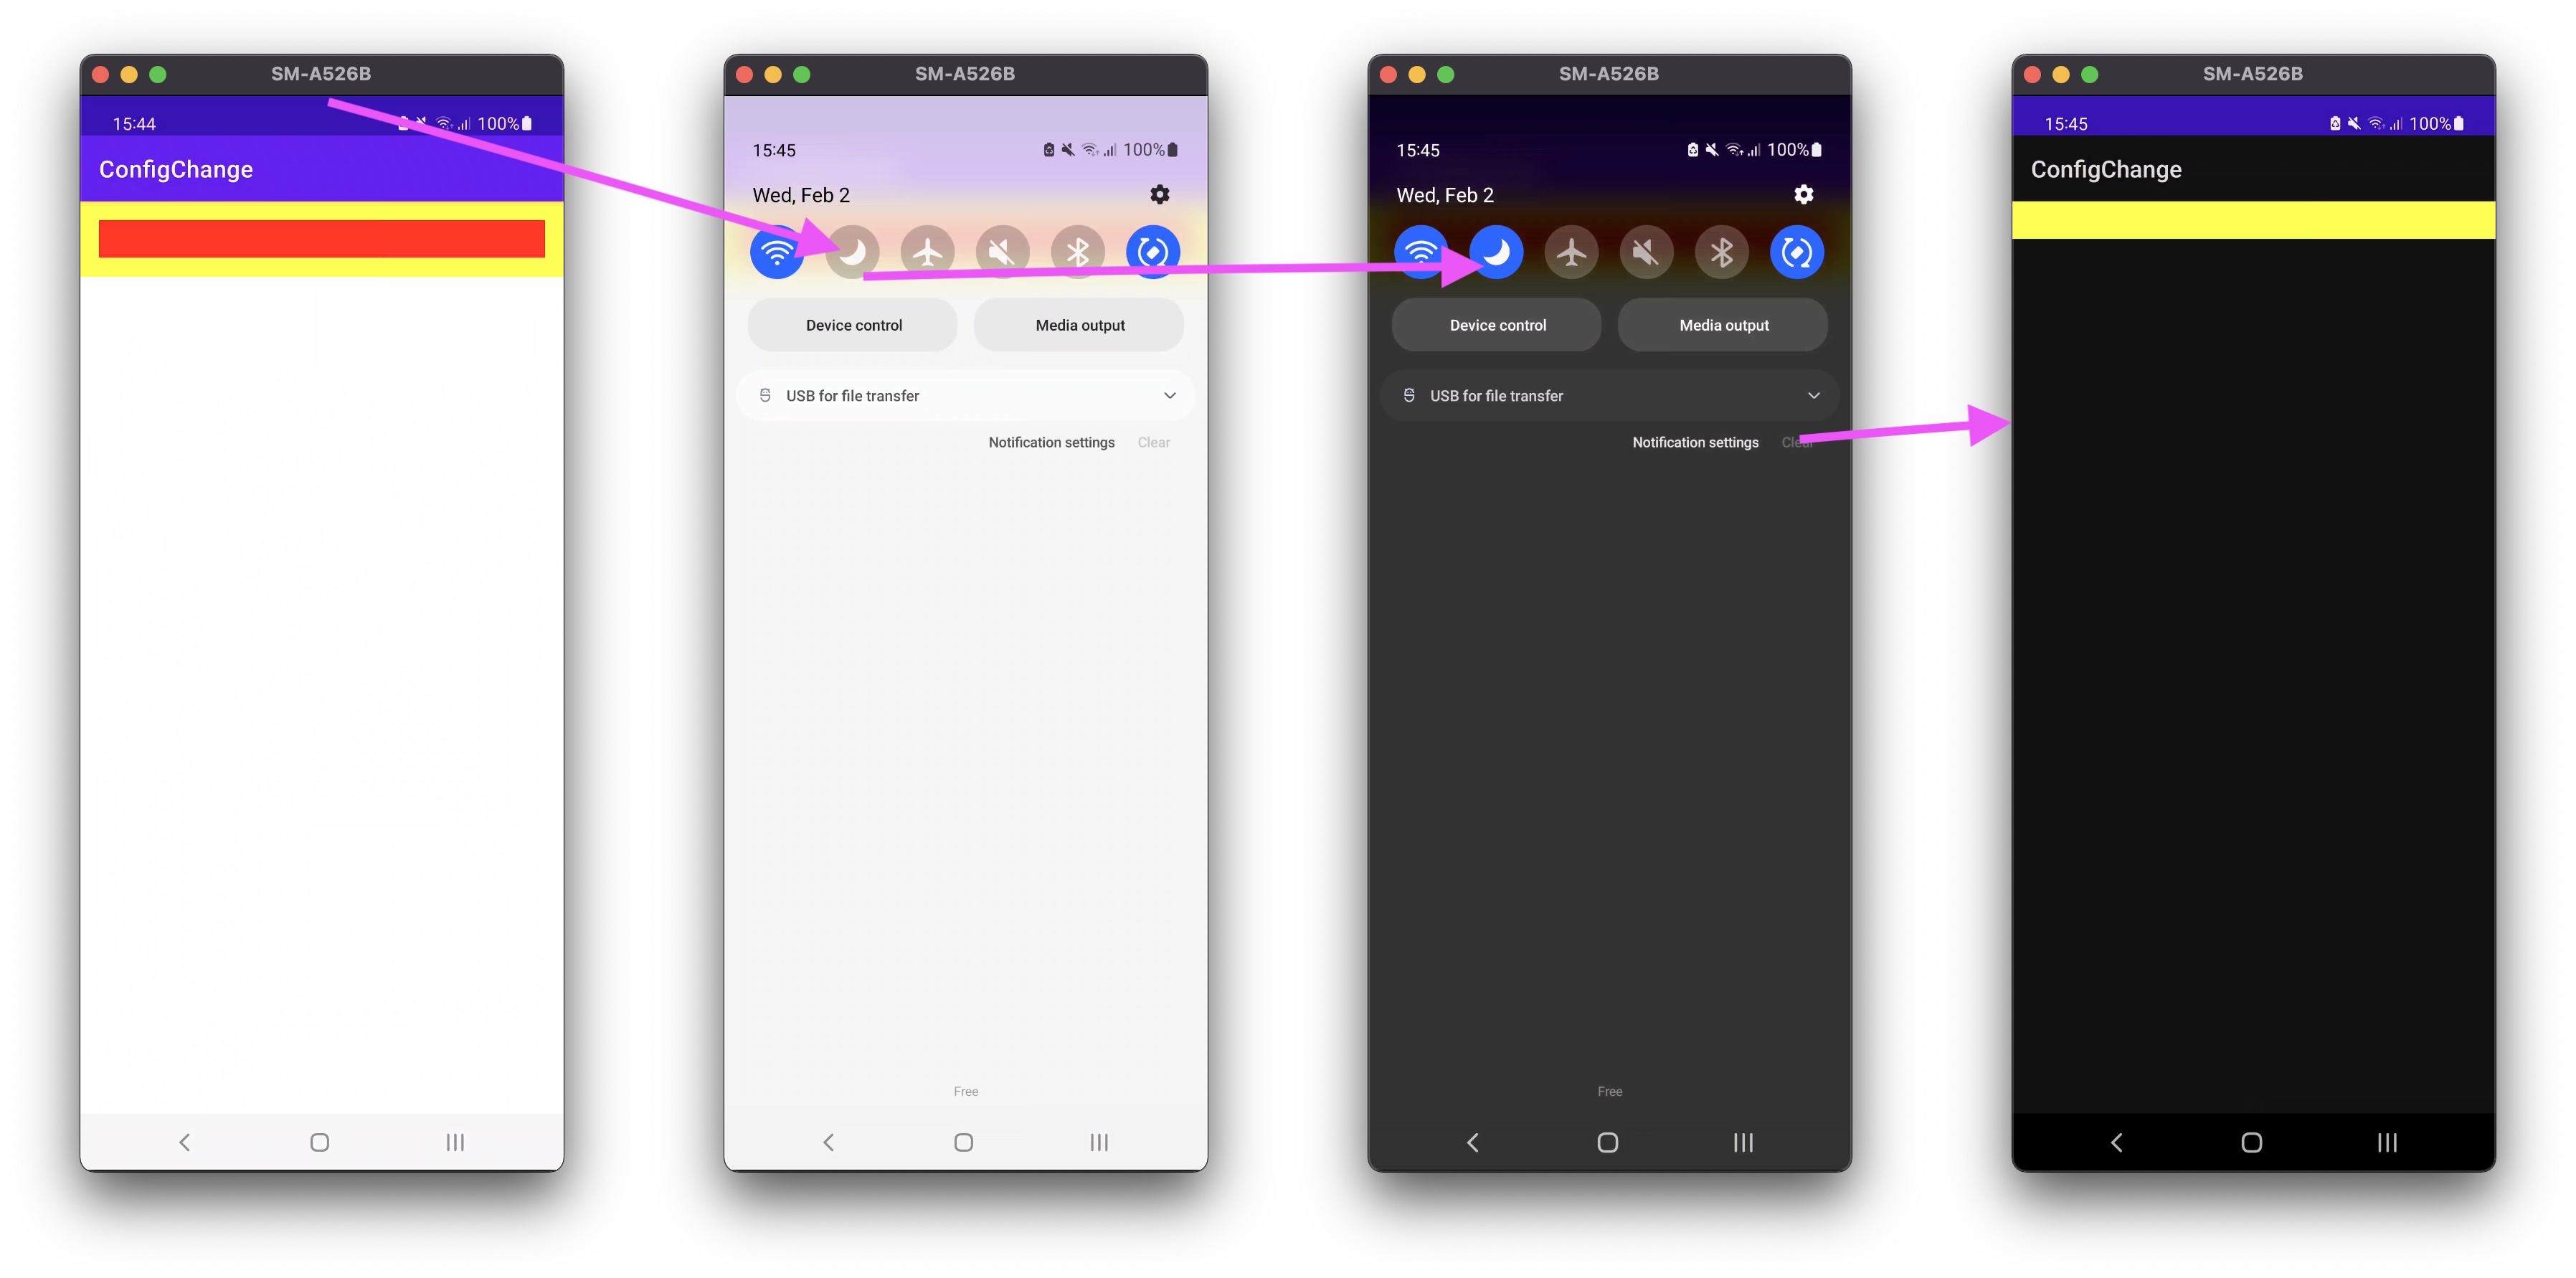 SM-A526B
15:44 100%
ConfigChange
SM-A526B
15:45 100%
Wed, Feb 2
Device control Media output
USB for file transfer
Notification settings Clear
Free
SM-A526B
15:45 100%
Wed, Feb 2
Device control Media output
USB for file transfer
Notification settings Clear
Free
SM-A526B
15:45 100%
ConfigChange